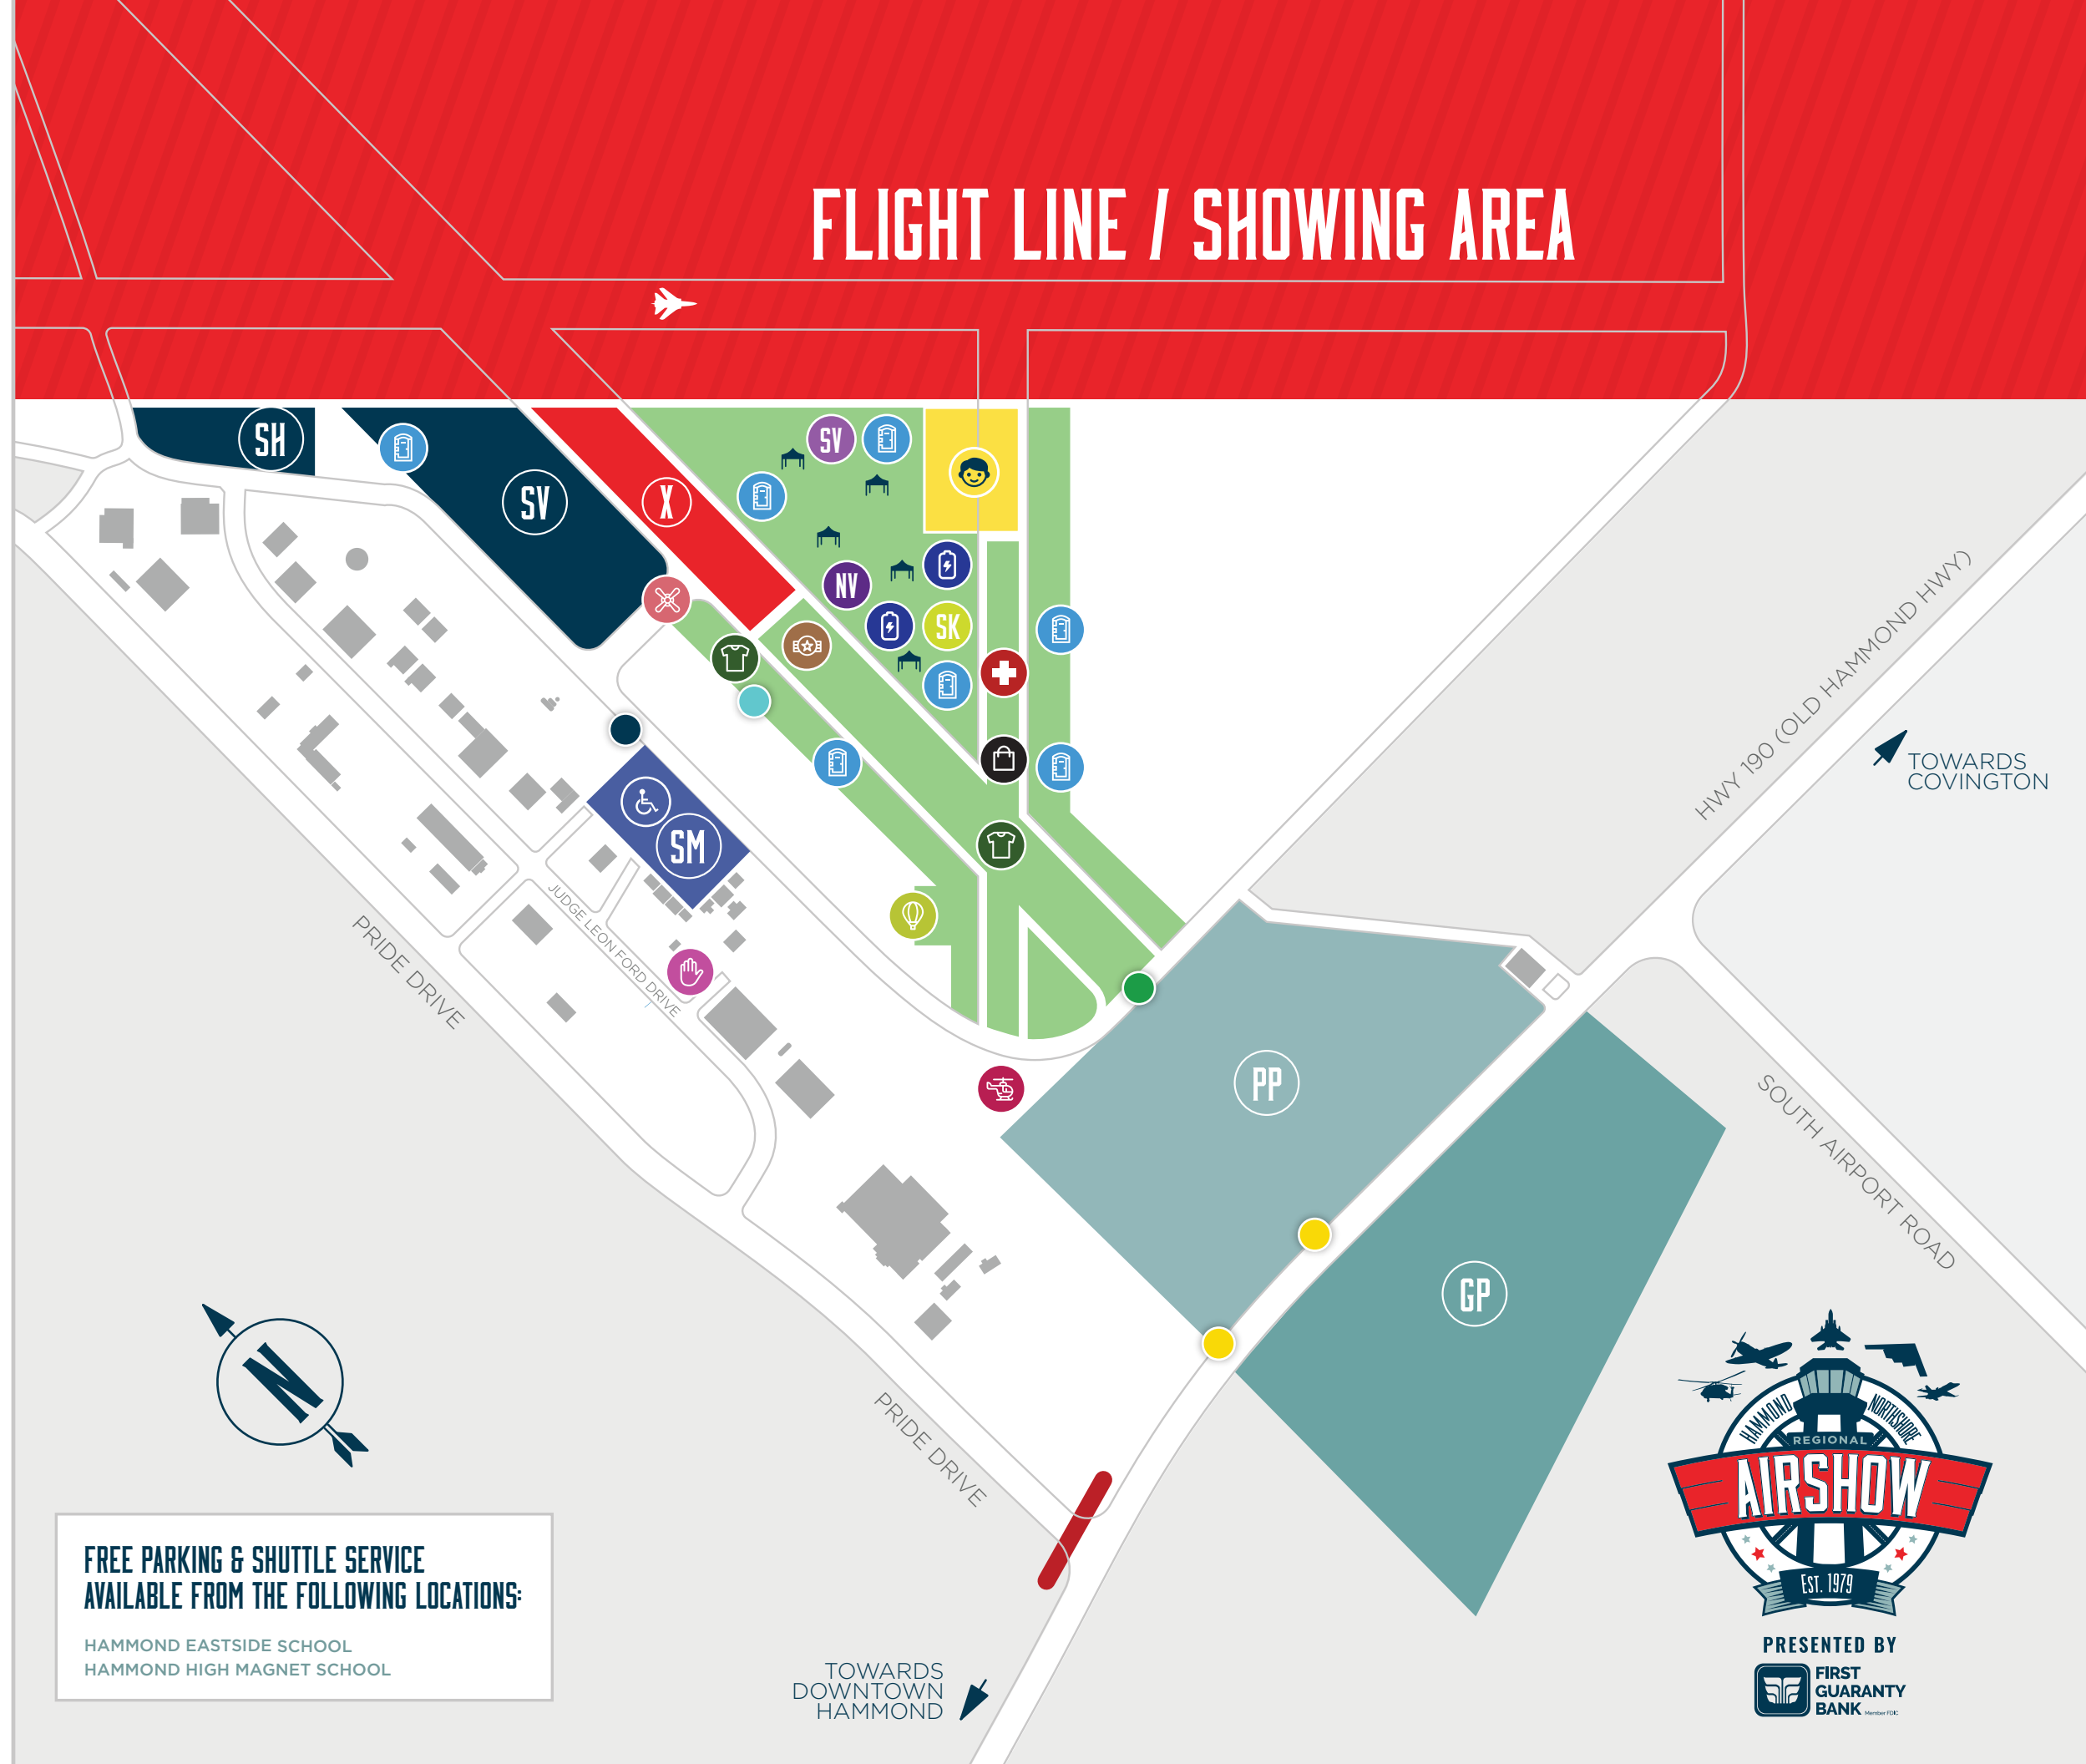 FLIGHT LINE / SHOWING AREA
SH
SV
X
SV
NV
SK
SM
PP
GP
HWY 190 (OLD HAMMOND HWY)
TOWARDS
COVINGTON
SOUTH AIRPORT ROAD
JUDGE LEON FORD DRIVE
PRIDE DRIVE
PRIDE DRIVE
N
FREE PARKING & SHUTTLE SERVICE
AVAILABLE FROM THE FOLLOWING LOCATIONS:
HAMMOND EASTSIDE SCHOOL
HAMMOND HIGH MAGNET SCHOOL
TOWARDS
DOWNTOWN
HAMMOND
HAMMOND NORTHSHORE
REGIONAL
AIRSHOW
EST. 1979
PRESENTED BY
FIRST
GUARANTY
BANK Member FDIC